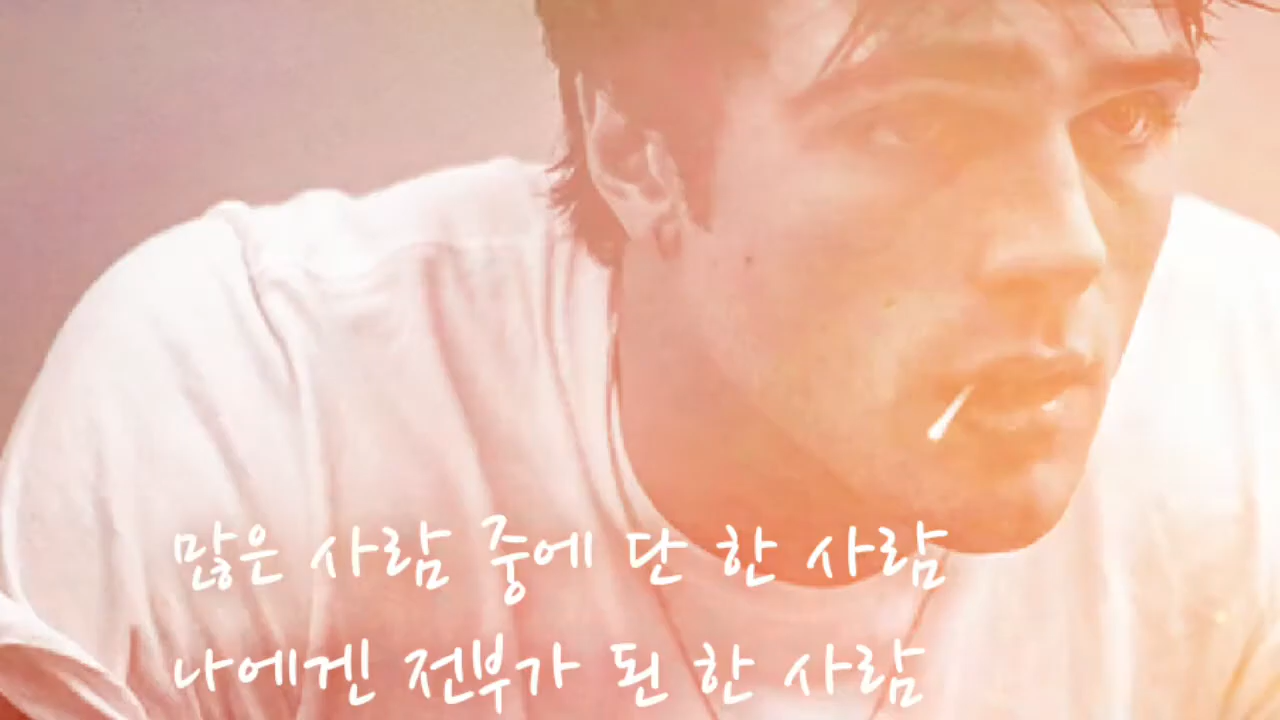 많은 사람 중에 단 한 사람
나에겐 전부가 된 한 사람